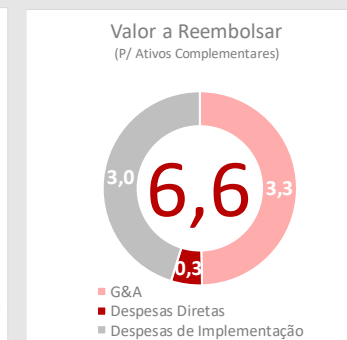 Valor a Reembolsar
(P/ Ativos Complementares)
3,0
6,6
3,3
0,3
G&A
Despesas Diretas
Despesas de Implementação